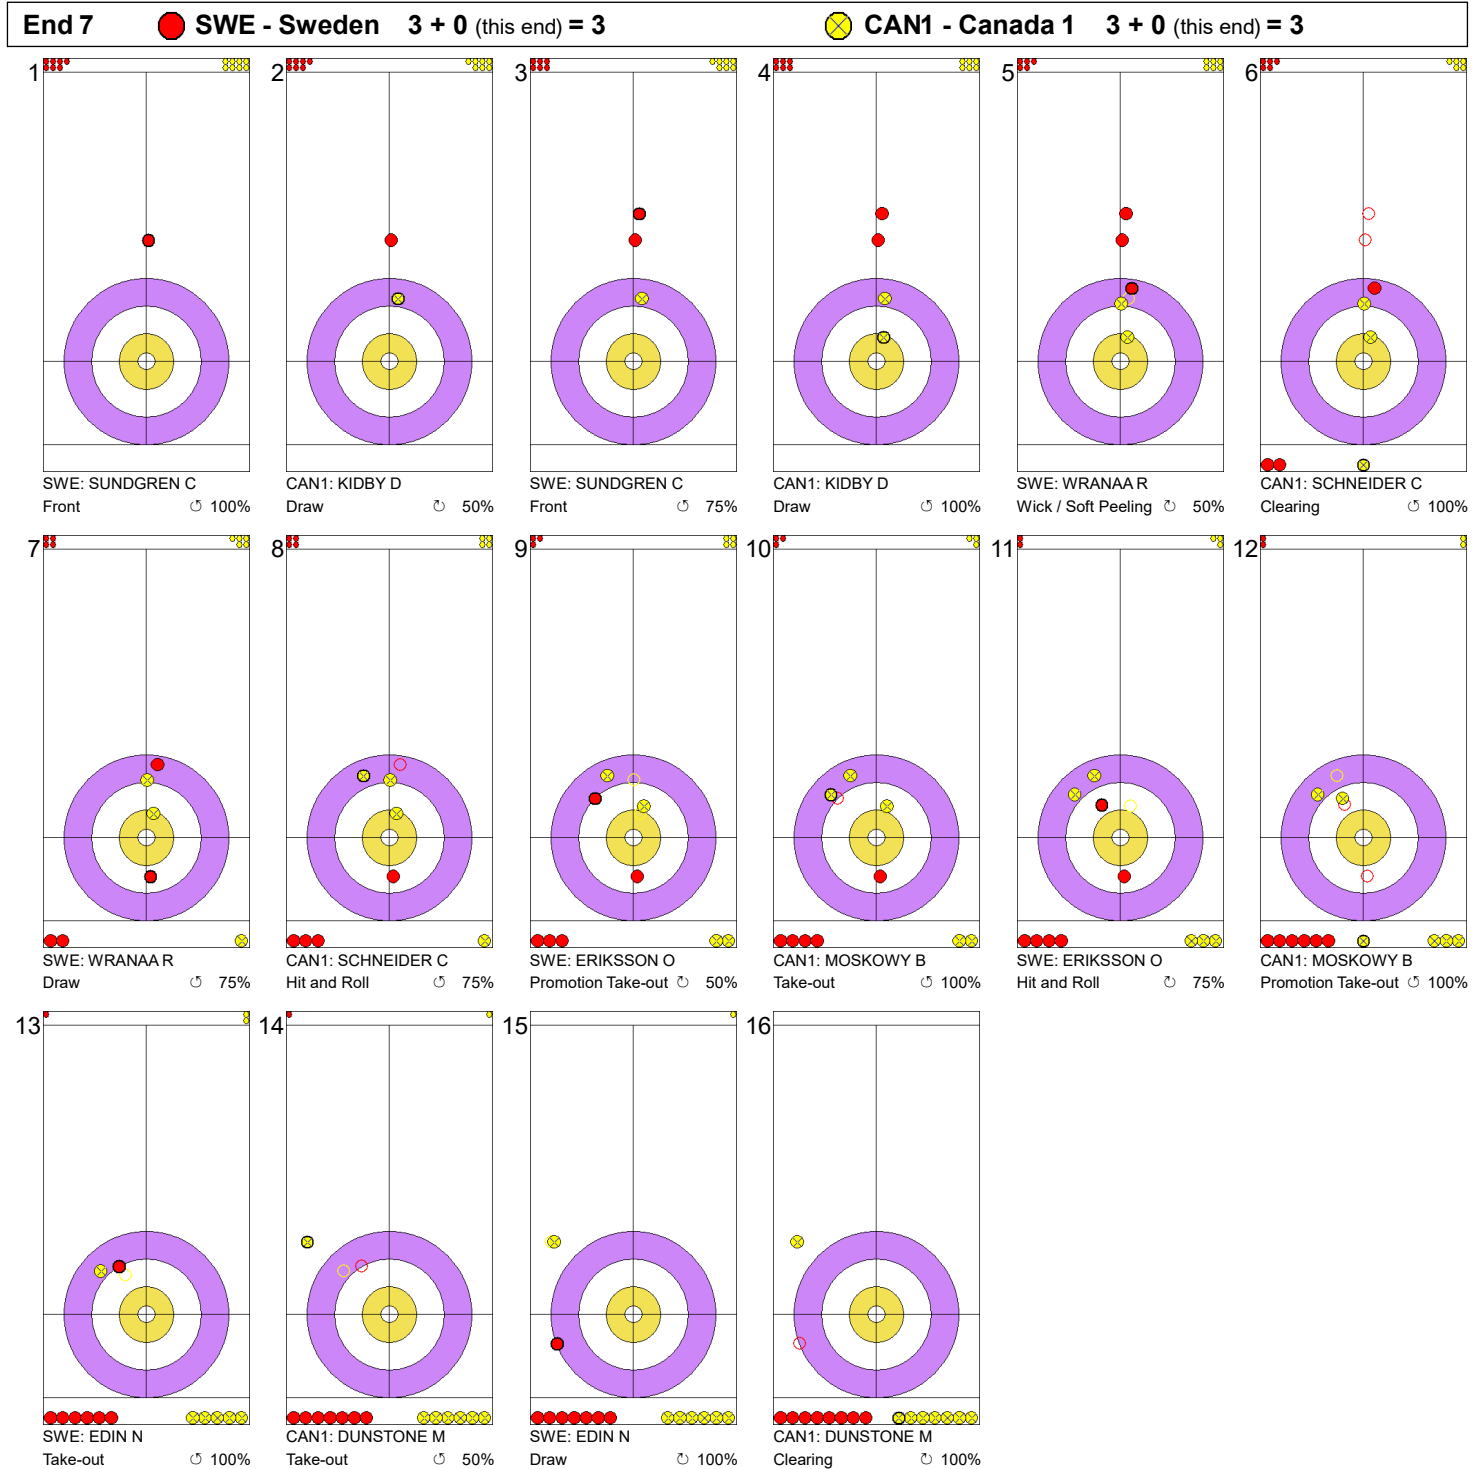 End 7 SWE - Sweden 3 + 0 (this end) = 3 CAN1 - Canada 1 3 + 0 (this end) = 3
1 2 3 4 5 6
SWE: SUNDGREN C CAN1: KIDBY D SWE: SUNDGREN C CAN1: KIDBY D SWE: WRANAA R CAN1: SCHNEIDER C
Front ↺ 100% Draw ↻ 50% Front ↺ 75% Draw ↻ 100% Wick / Soft Peeling ↻ 50% Clearing ↺ 100%
7 8 9 10 11 12
SWE: WRANAA R CAN1: SCHNEIDER C SWE: ERIKSSON O CAN1: MOSKOWY B SWE: ERIKSSON O CAN1: MOSKOWY B
Draw ↺ 75% Hit and Roll ↺ 75% Promotion Take-out ↺ 50% Take-out ↺ 100% Hit and Roll ↻ 75% Promotion Take-out ↺ 100%
13 14 15 16
SWE: EDIN N CAN1: DUNSTONE M SWE: EDIN N CAN1: DUNSTONE M
Take-out ↺ 100% Take-out ↺ 50% Draw ↻ 100% Clearing ↻ 100%